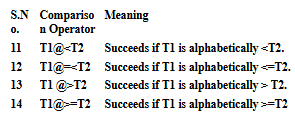 S.N Compariso Meaning
o. n Operator
11 T1@<T2 Succeeds if T1 is alphabetically <T2.
12 T1@=<T2 Succeeds if T1 is alphabetically <=T2.
13 T1 @>T2 Succeeds if T1 is alphabetically > T2.
14 T1@>=T2 Succeeds if T1 is alphabetically >=T2